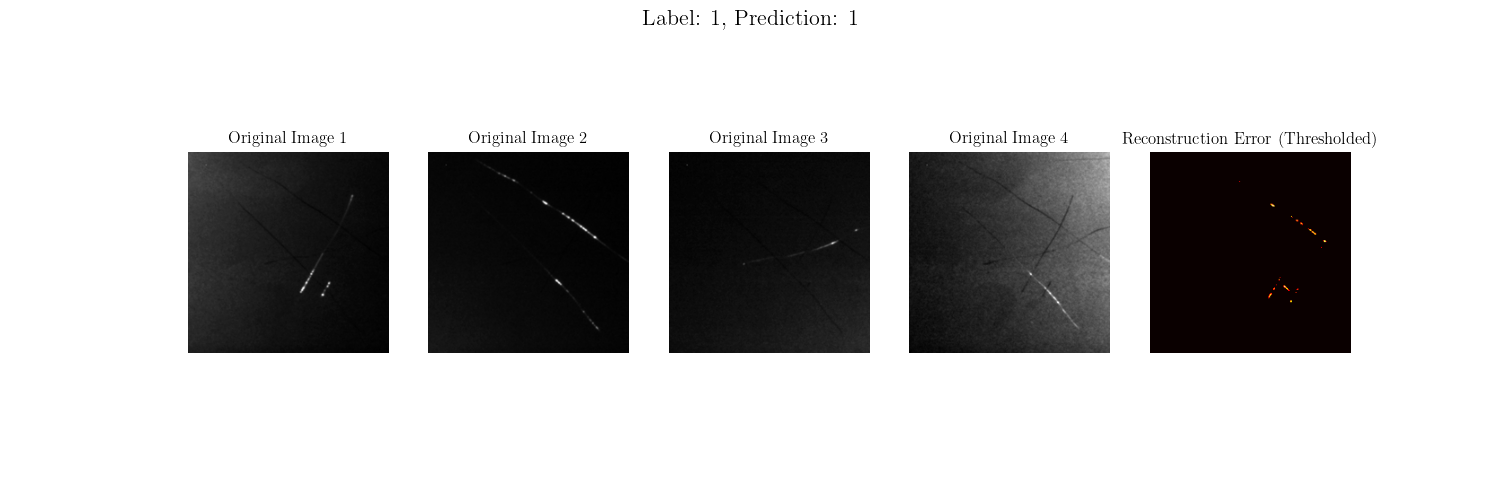 Label: 1, Prediction: 1
Original Image 1
Original Image 2
Original Image 3
Original Image 4
Reconstruction Error (Thresholded)